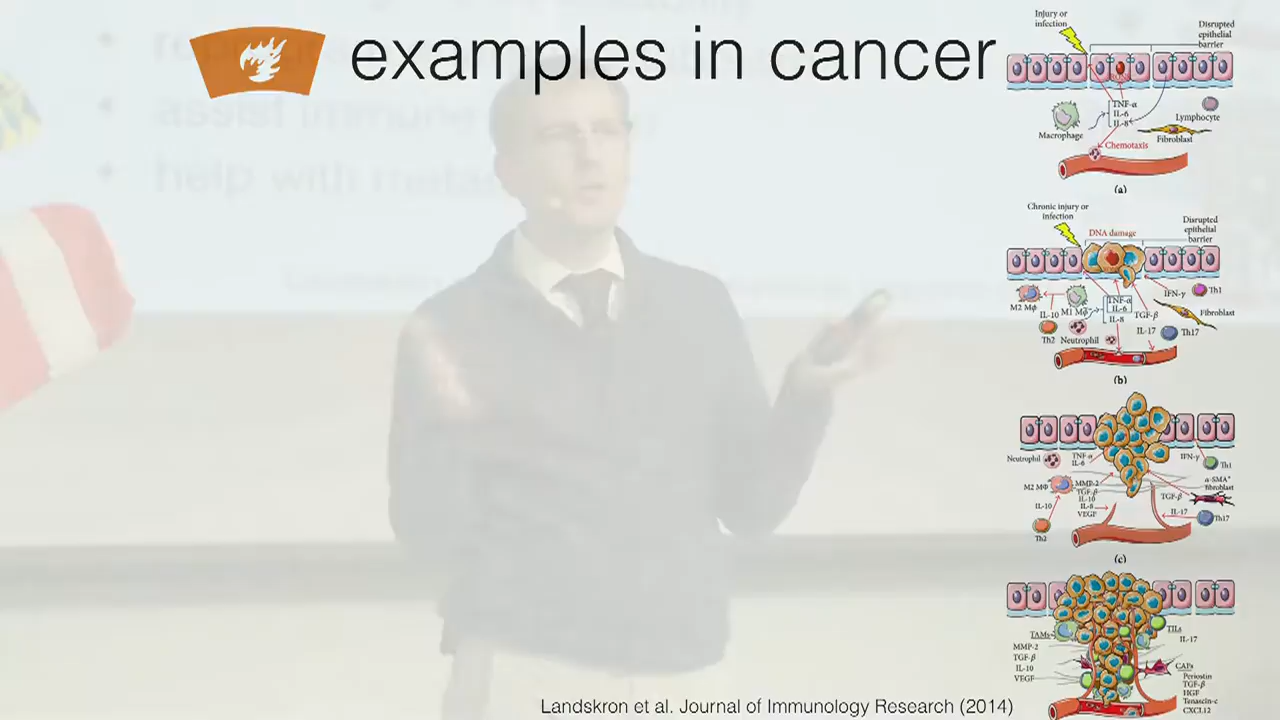 examples in cancer
assist immune
help with
Injury or
infection
Disrupted
epithelial
barrier
TNF-α
IL-6
IL-8
Macrophage
Lymphocyte
Fibroblast
Chemotaxis
(a)
Chronic injury or
infection
DNA damage
Disrupted
epithelial
barrier
M2 Mϕ
IL-10
M1 Mϕ
TNF-α
IL-6
IL-8
IFN-γ
Th1
TGF-β
Fibroblast
Th2
Neutrophil
IL-17
Th17
(b)
Neutrophil
TNF-α
IL-6
IFN-γ
Th1
M2 MΦ
MMP-2
TGF-β
IL-10
IL-8
VEGF
α-SMA+
fibroblast
TGF-β
IL-10
IL-17
Th17
Th2
(c)
TAMs
MMP-2
TGF-β
IL-10
VEGF
TILs
IL-17
CAFs
Periostin
TGF-β
HGF
Tenascin-c
CXCL12
Landskron et al. Journal of Immunology Research (2014)